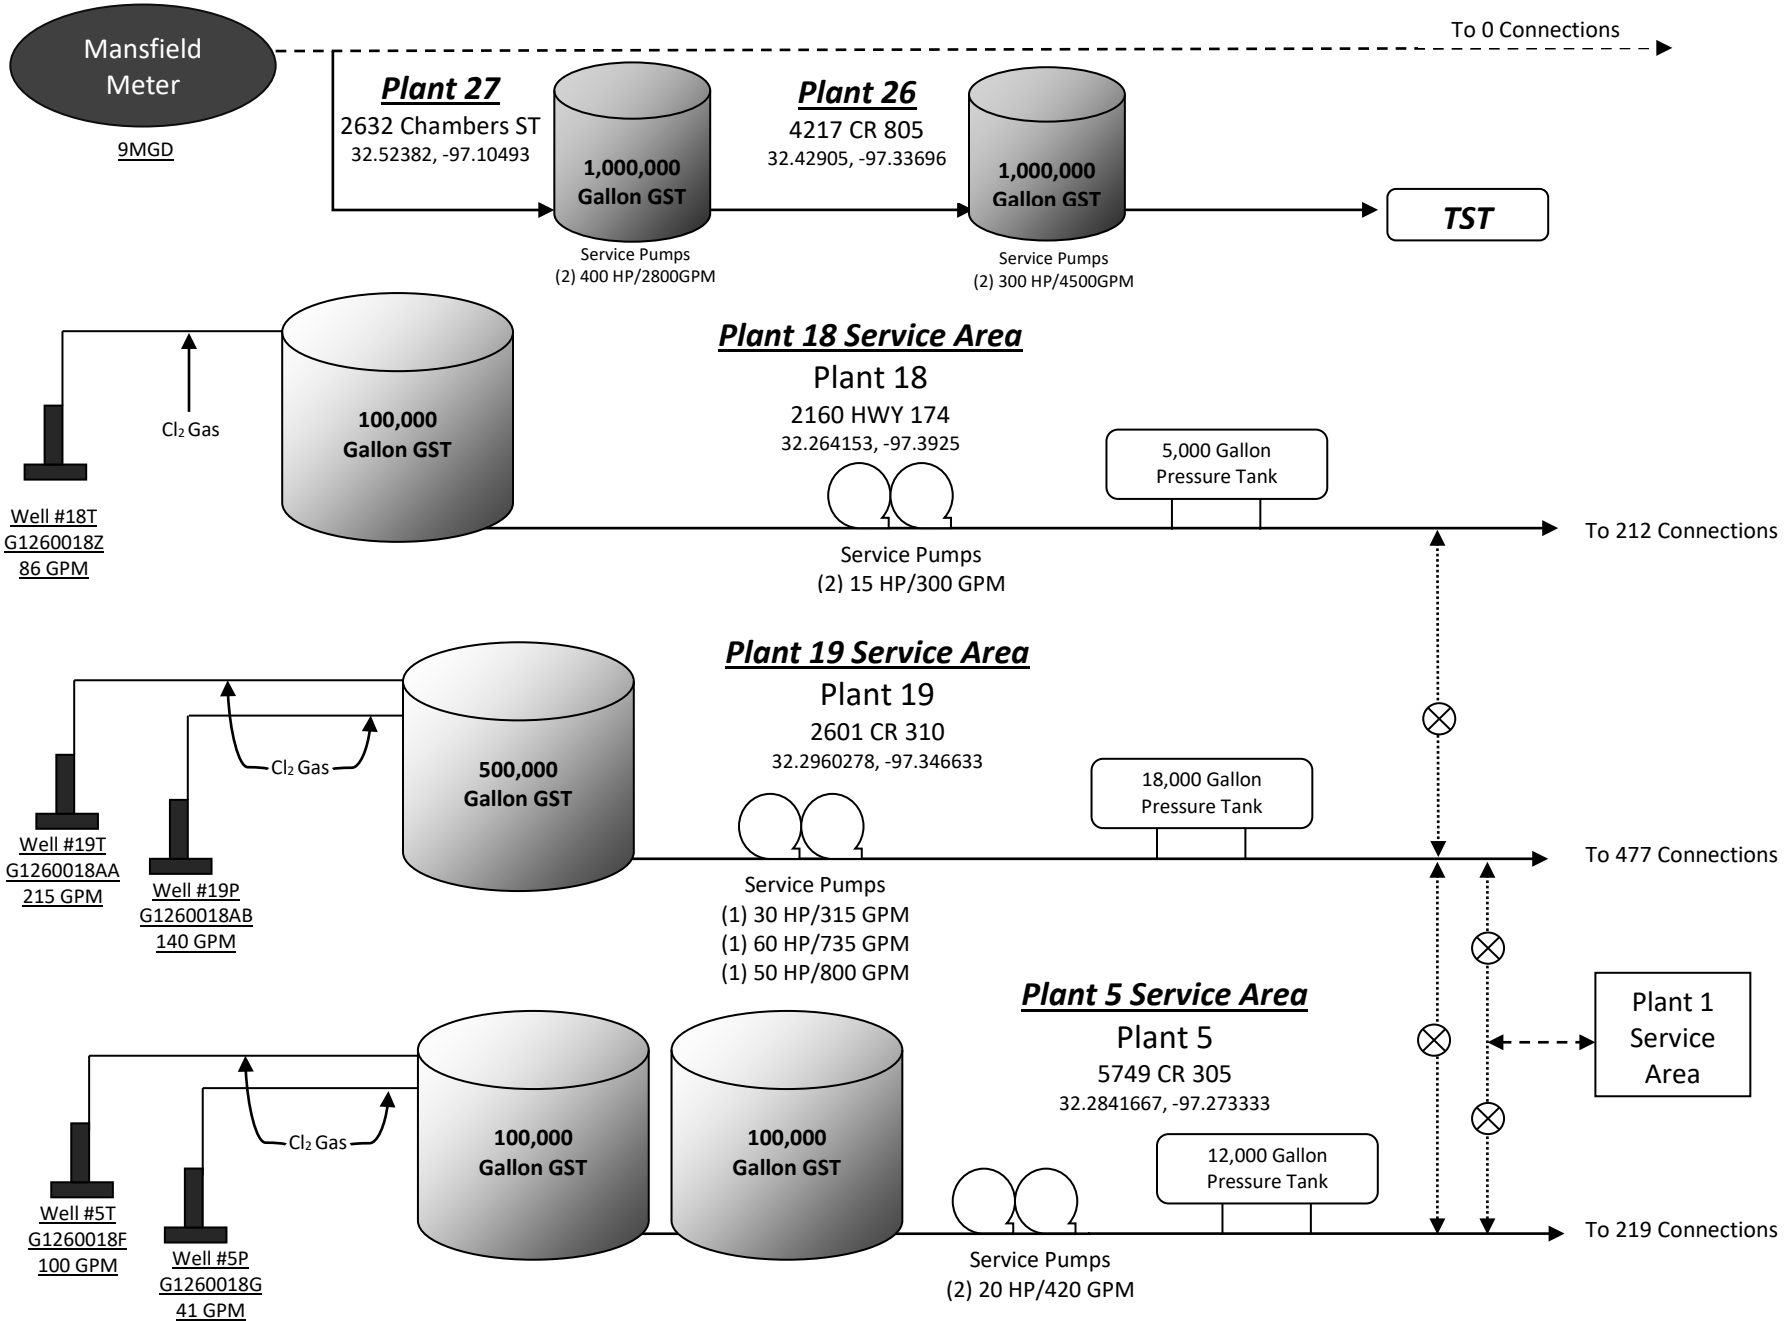 Mansfield
Meter
9MGD
To 0 Connections
Plant 27
2632 Chambers ST
32.52382, -97.10493
1,000,000
Gallon GST
Service Pumps
(2) 400 HP/2800GPM
Plant 26
4217 CR 805
32.42905, -97.33696
1,000,000
Gallon GST
Service Pumps
(2) 300 HP/4500GPM
TST
Plant 18 Service Area
Plant 18
2160 HWY 174
32.264153, -97.3925
Cl₂ Gas
100,000
Gallon GST
Well #18T
G1260018Z
86 GPM
Service Pumps
(2) 15 HP/300 GPM
5,000 Gallon
Pressure Tank
To 212 Connections
Plant 19 Service Area
Plant 19
2601 CR 310
32.2960278, -97.346633
Cl₂ Gas
500,000
Gallon GST
Well #19T
G1260018AA
215 GPM
Well #19P
G1260018AB
140 GPM
Service Pumps
(1) 30 HP/315 GPM
(1) 60 HP/735 GPM
(1) 50 HP/800 GPM
18,000 Gallon
Pressure Tank
To 477 Connections
Plant 5 Service Area
Plant 5
5749 CR 305
32.2841667, -97.273333
Plant 1
Service
Area
Cl₂ Gas
100,000
Gallon GST
100,000
Gallon GST
Well #5T
G1260018F
100 GPM
Well #5P
G1260018G
41 GPM
Service Pumps
(2) 20 HP/420 GPM
12,000 Gallon
Pressure Tank
To 219 Connections